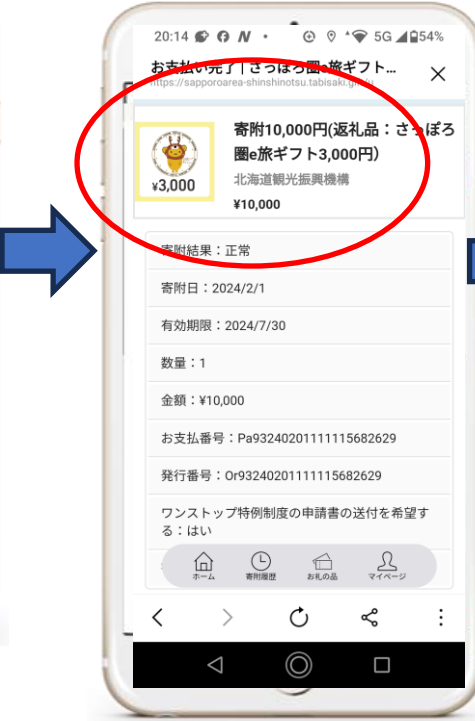 20:14 5G 54%
お支払い完了 | さっぽろ圏e旅ギフト...
https://sapporoarea-shinshinotsu.tabisaki.gift/u
寄附10,000円(返礼品：さっぽろ
圏e旅ギフト3,000円)
¥3,000
北海道観光振興機構
¥10,000
寄附結果：正常
寄附日：2024/2/1
有効期限：2024/7/30
数量：1
金額：¥10,000
お支払番号：Pa93240201111115682629
発行番号：Or93240201111115682629
ワンストップ特例制度の申請書の送付を希望す
る：はい
ホーム 寄附履歴 お礼の品 マイページ